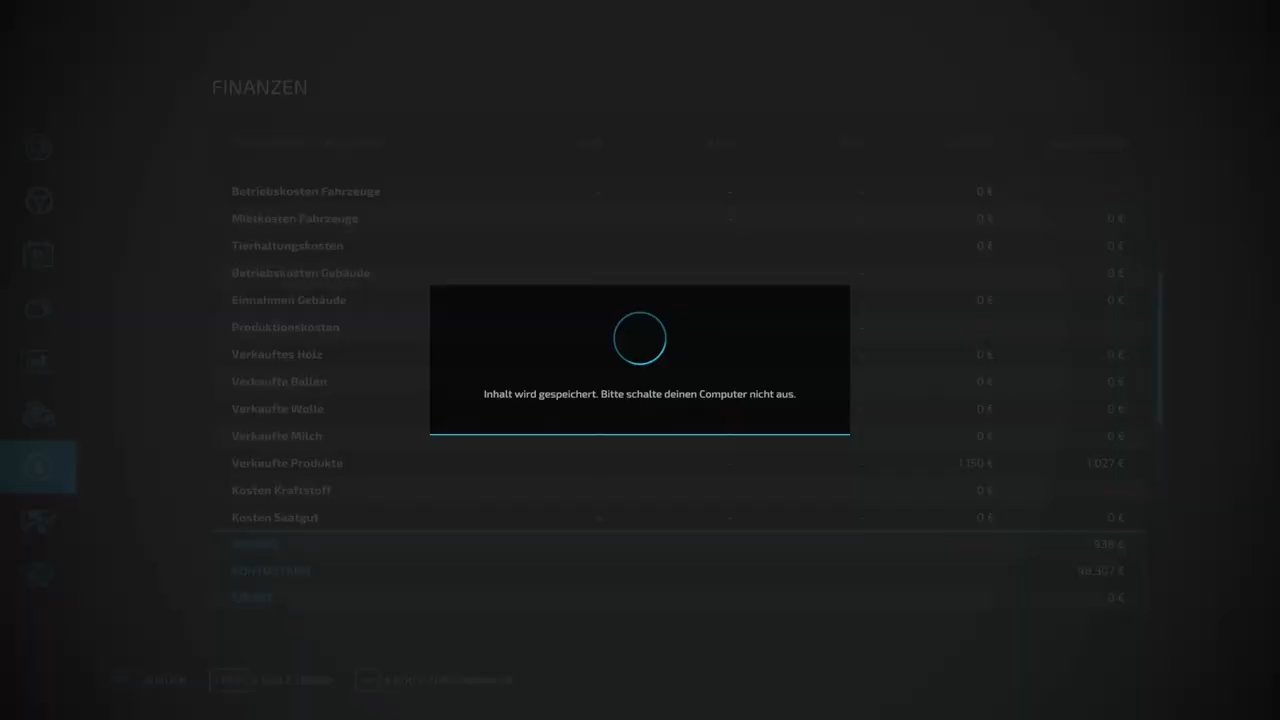 FINANZEN
Betriebskosten Fahrzeuge - - - 0 €
Mietkosten Fahrzeuge - 0 € 0 €
Tierhaltungskosten 0 € 0 €
Betriebskosten Gebäude - 0 €
Einnahmen Gebäude 0 € 0 €
Produktionskosten -
Verkauftes Holz 0 € 0 €
Verkaufte Ballen 0 € 0 €
Verkaufte Wolle 0 € 0 €
Verkaufte Milch 0 € 0 €
Verkaufte Produkte - - - 1.150 € 1.027 €
Kosten Kraftstoff 0 €
Kosten Saatgut - - - 0 € 0 €
938 €
KONTOSTAND
0 €
Inhalt wird gespeichert. Bitte schalte deinen Computer nicht aus.